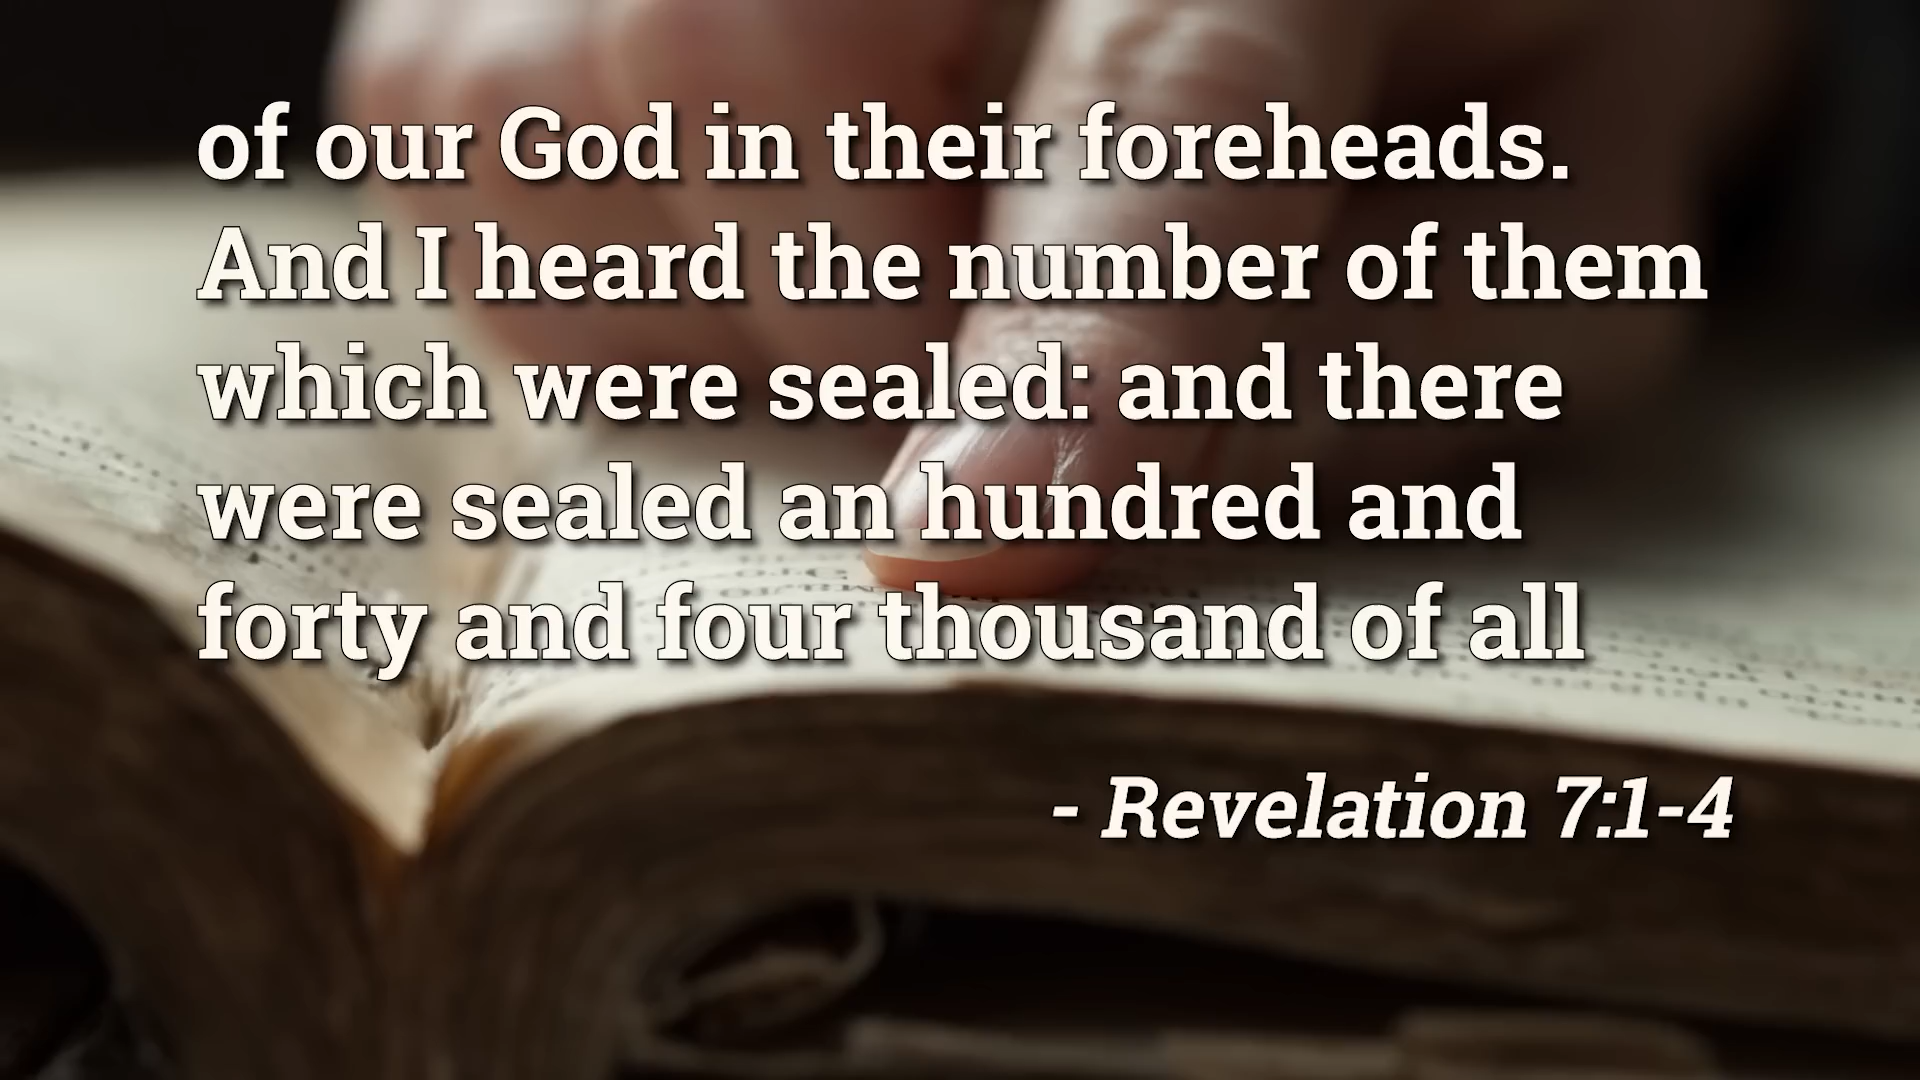 of our God in their foreheads.
And I heard the number of them
which were sealed: and there
were sealed an hundred and
forty and four thousand of all
- Revelation 7:1-4